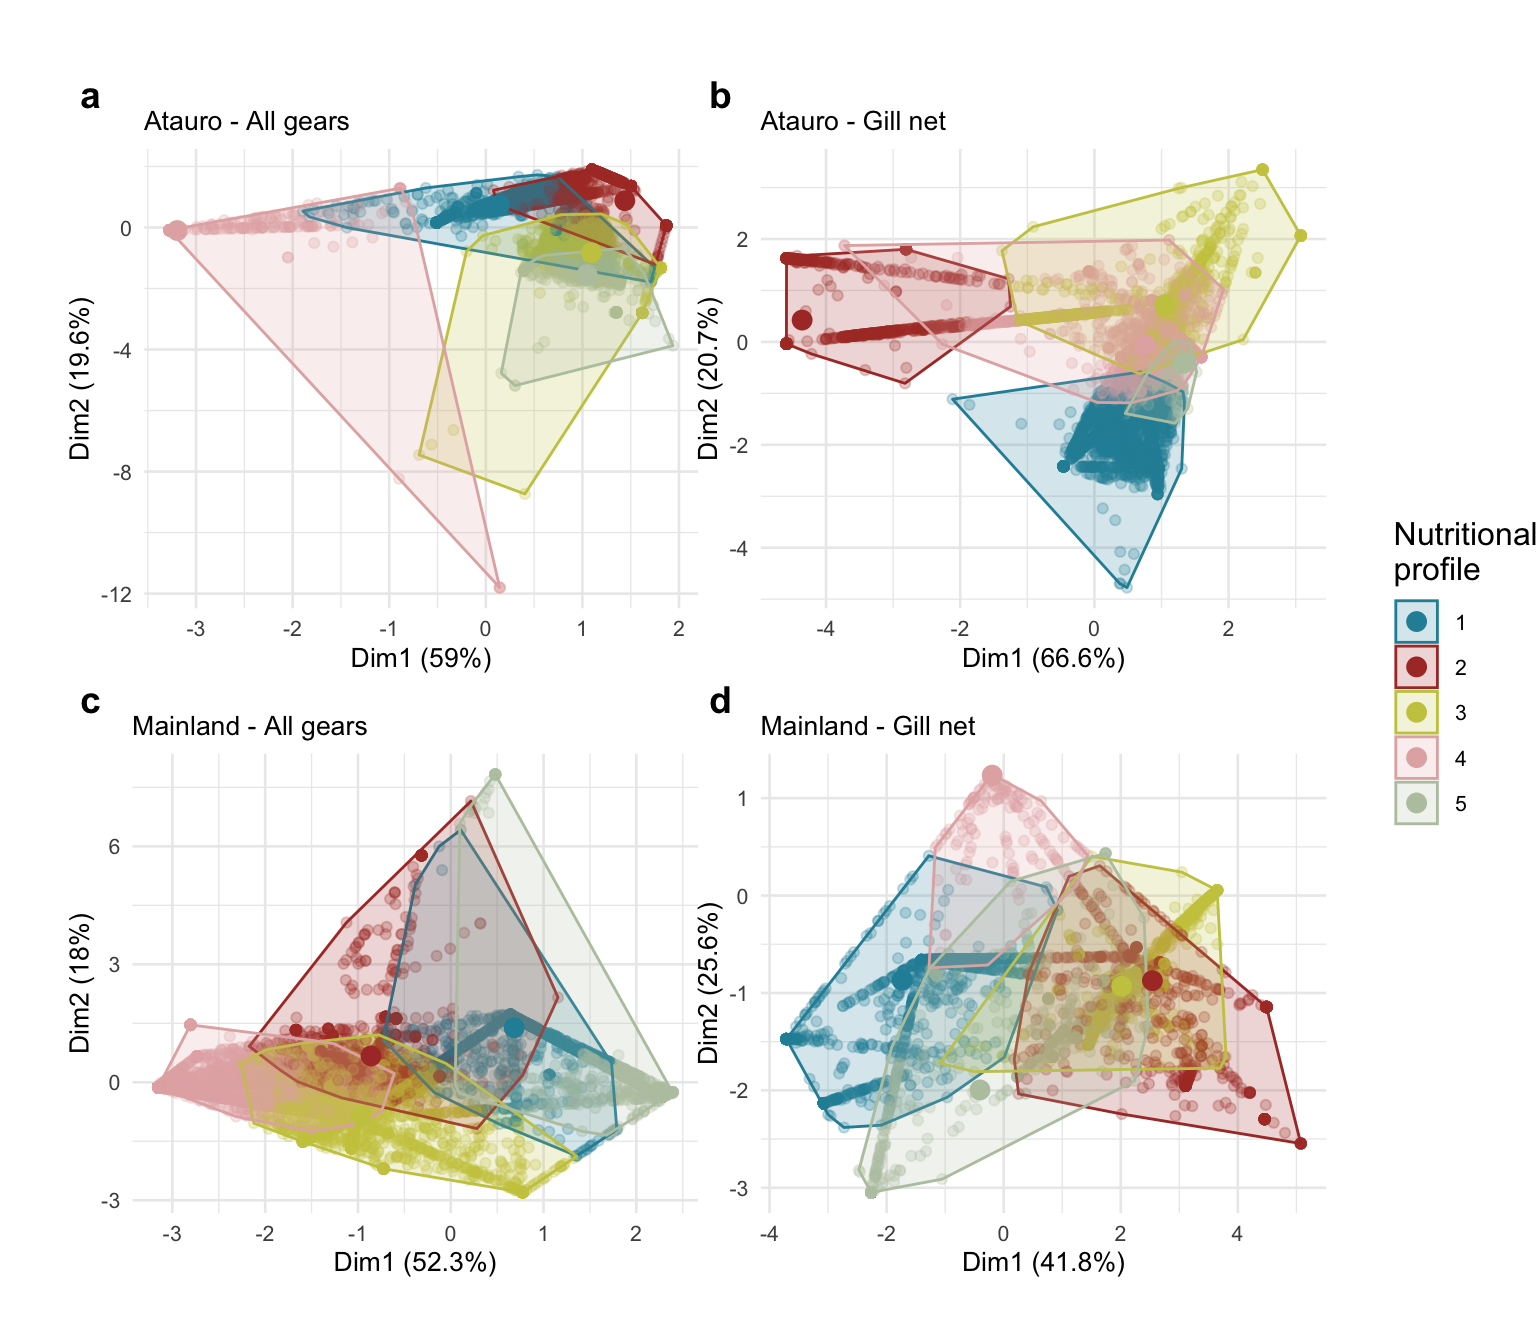 a
Atauro - All gears
0
-4
-8
-12
Dim2 (19.6%)
-3
-2
-1
0
1
2
Dim1 (59%)
b
Atauro - Gill net
2
0
-2
-4
Dim2 (20.7%)
-4
-2
0
2
Dim1 (66.6%)
c
Mainland - All gears
6
3
0
-3
Dim2 (18%)
-3
-2
-1
0
1
2
Dim1 (52.3%)
d
Mainland - Gill net
1
0
-1
-2
-3
Dim2 (25.6%)
-4
-2
0
2
4
Dim1 (41.8%)
Nutritional
profile
1
2
3
4
5